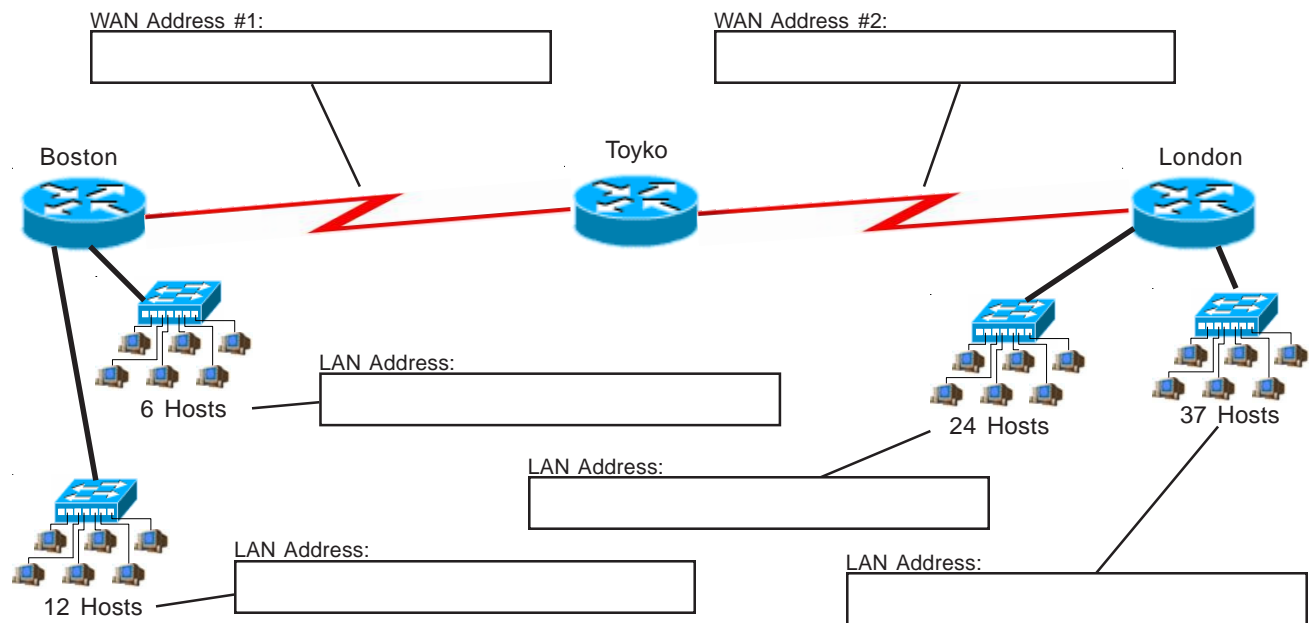 WAN Address #1:
WAN Address #2:
Boston
Toyko
London
LAN Address:
6 Hosts
24 Hosts
37 Hosts
LAN Address:
LAN Address:
LAN Address:
12 Hosts